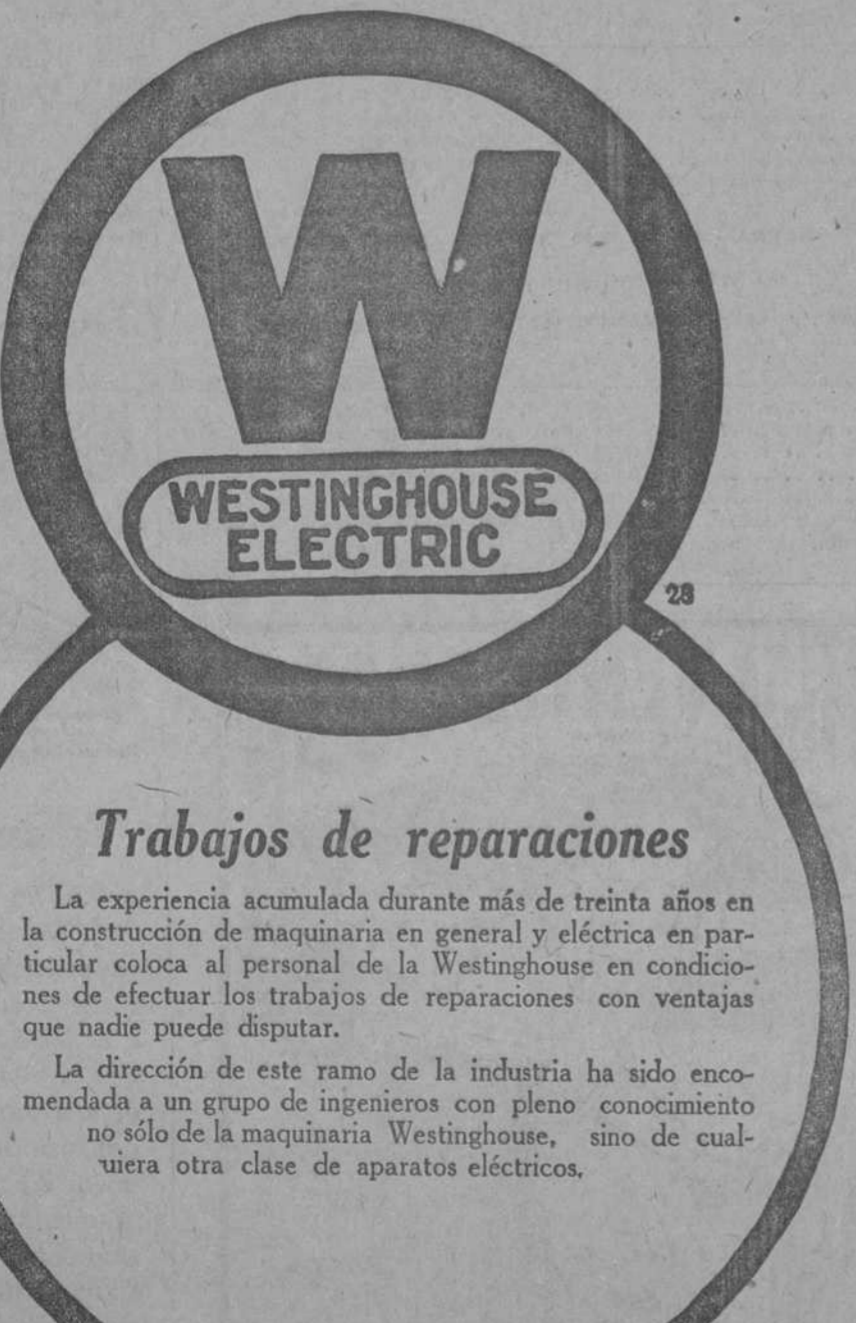 W
WESTINGHOUSE
ELECTRIC
28
Trabajos de reparaciones
La experiencia acumulada durante más de treinta años en
la construcción de maquinaria en general y eléctrica en par-
ticular coloca al personal de la Westinghouse en condicio-
nes de efectuar los trabajos de reparaciones con ventajas
que nadie puede disputar.
La dirección de este ramo de la industria ha sido enco-
mendada a un grupo de ingenieros con pleno conocimiento
no sólo de la maquinaria Westinghouse, sino de cual-
uiera otra clase de aparatos eléctricos.